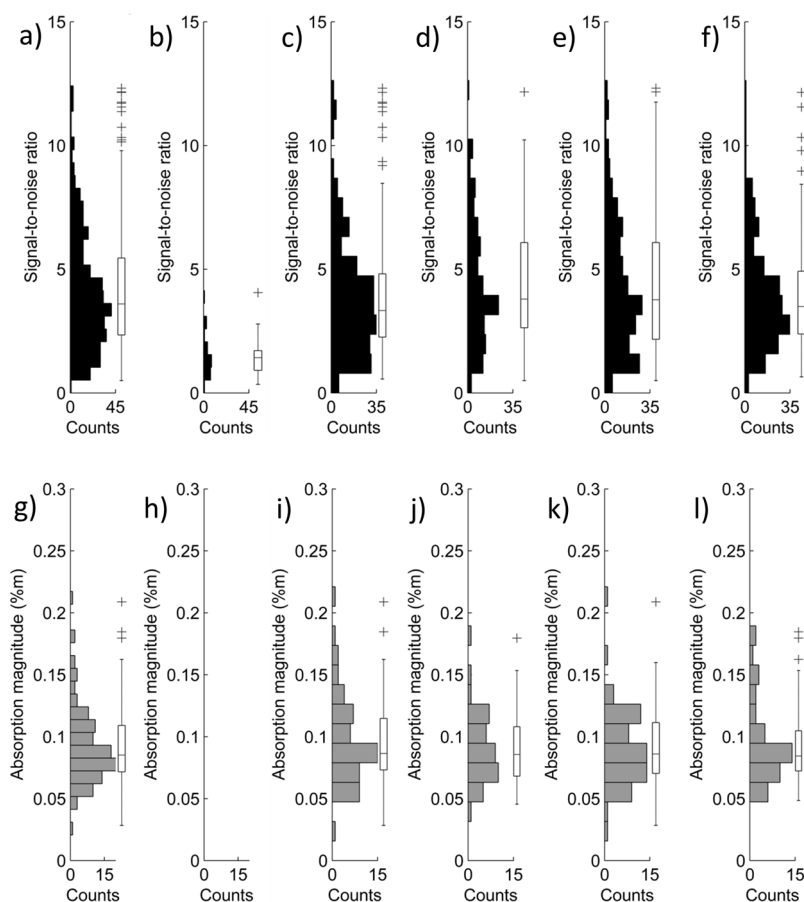 a) b) c) d) e) f)
15 15 15 15 15 15
10 10 10 10 10 10
5 5 5 5 5 5
0 0 0 0 0 0
Signal-to-noise ratio Signal-to-noise ratio Signal-to-noise ratio Signal-to-noise ratio Signal-to-noise ratio Signal-to-noise ratio
0 45 0 45 0 35 0 35 0 35 0 35
Counts Counts Counts Counts Counts Counts
g) h) i) j) k) l)
0.3 0.3 0.3 0.3 0.3 0.3
0.25 0.25 0.25 0.25 0.25 0.25
0.2 0.2 0.2 0.2 0.2 0.2
0.15 0.15 0.15 0.15 0.15 0.15
0.1 0.1 0.1 0.1 0.1 0.1
0.05 0.05 0.05 0.05 0.05 0.05
0 0 0 0 0 0
Absorption magnitude (%m) Absorption magnitude (%m) Absorption magnitude (%m) Absorption magnitude (%m) Absorption magnitude (%m) Absorption magnitude (%m)
0 15 0 15 0 15 0 15 0 15 0 15
Counts Counts Counts Counts Counts Counts